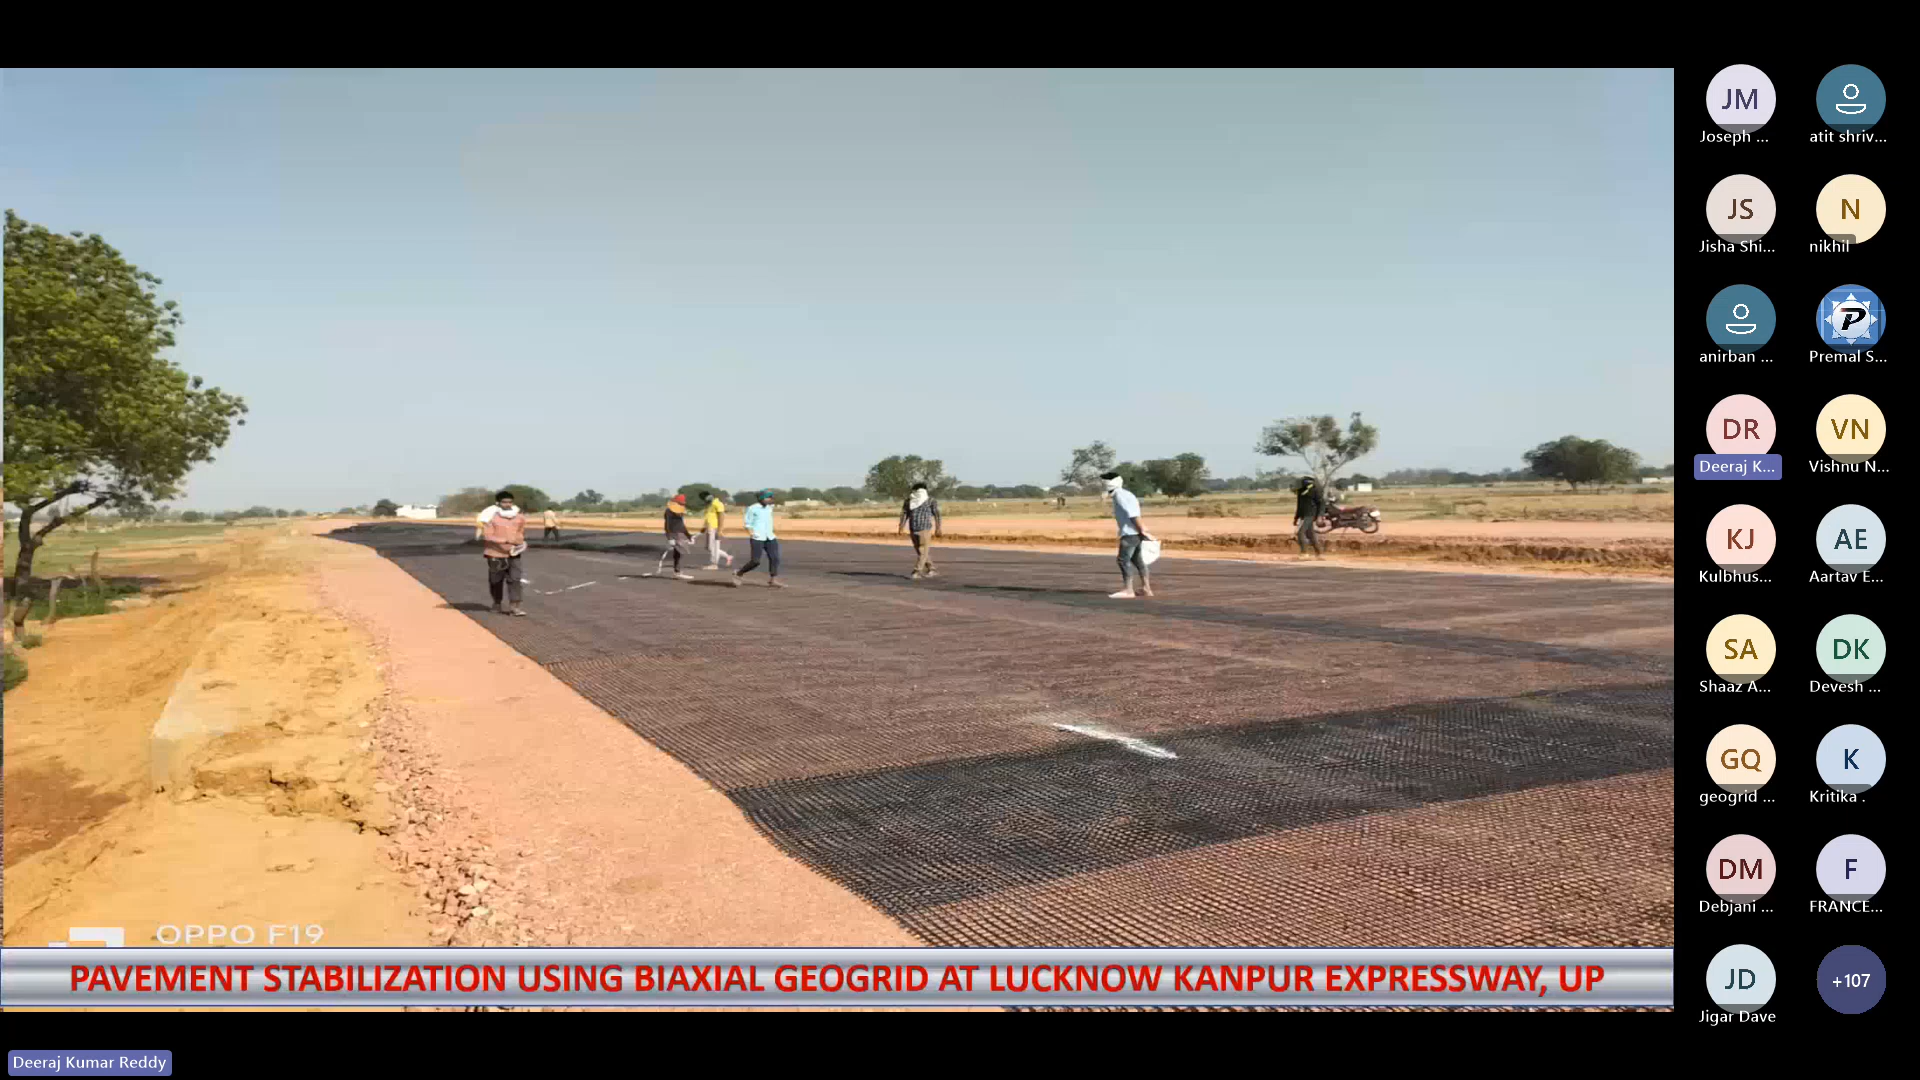 JM
Joseph ...
atit shriv...
JS
Jisha Shi...
N
nikhil
anirban ...
P
Premal S...
DR
Deeraj K...
VN
Vishnu N...
KJ
Kulbhus...
AE
Aartav E...
SA
Shaaz A...
DK
Devesh ...
GQ
geogrid ...
K
Kritika .
DM
Debjani ...
F
FRANCE...
JD
Jigar Dave
+107
OPPO F19
PAVEMENT STABILIZATION USING BIAXIAL GEOGRID AT LUCKNOW KANPUR EXPRESSWAY, UP
Deeraj Kumar Reddy